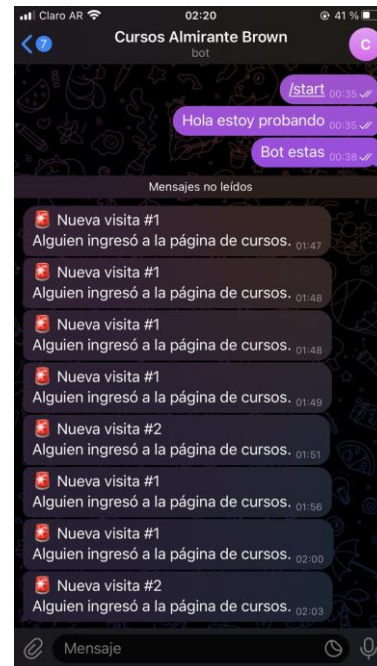 Claro AR 02:20 41 %
7 Cursos Almirante Brown C
bot
/start 00:35
Hola estoy probando 00:35
Bot estas 00:38
Mensajes no leídos
Nueva visita #1
Alguien ingresó a la página de cursos. 01:47
Nueva visita #1
Alguien ingresó a la página de cursos. 01:48
Nueva visita #1
Alguien ingresó a la página de cursos. 01:48
Nueva visita #1
Alguien ingresó a la página de cursos. 01:49
Nueva visita #2
Alguien ingresó a la página de cursos. 01:51
Nueva visita #1
Alguien ingresó a la página de cursos. 01:56
Nueva visita #1
Alguien ingresó a la página de cursos. 02:00
Nueva visita #2
Alguien ingresó a la página de cursos. 02:03
Mensaje